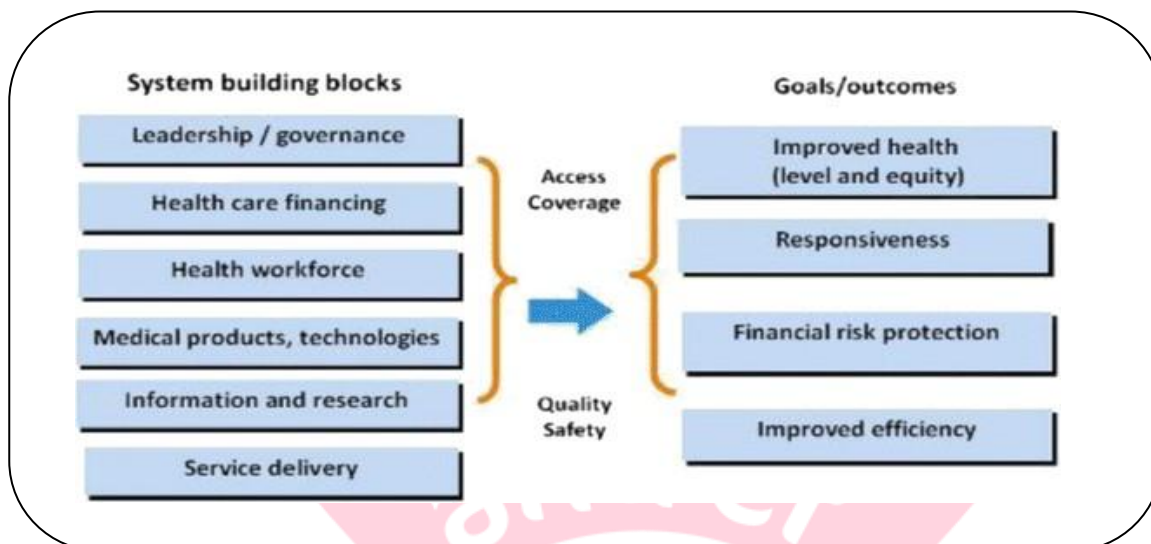 System building blocks
Leadership / governance
Health care financing
Health workforce
Medical products, technologies
Information and research
Service delivery
Access
Coverage
Quality
Safety
Goals/outcomes
Improved health
(level and equity)
Responsiveness
Financial risk protection
Improved efficiency